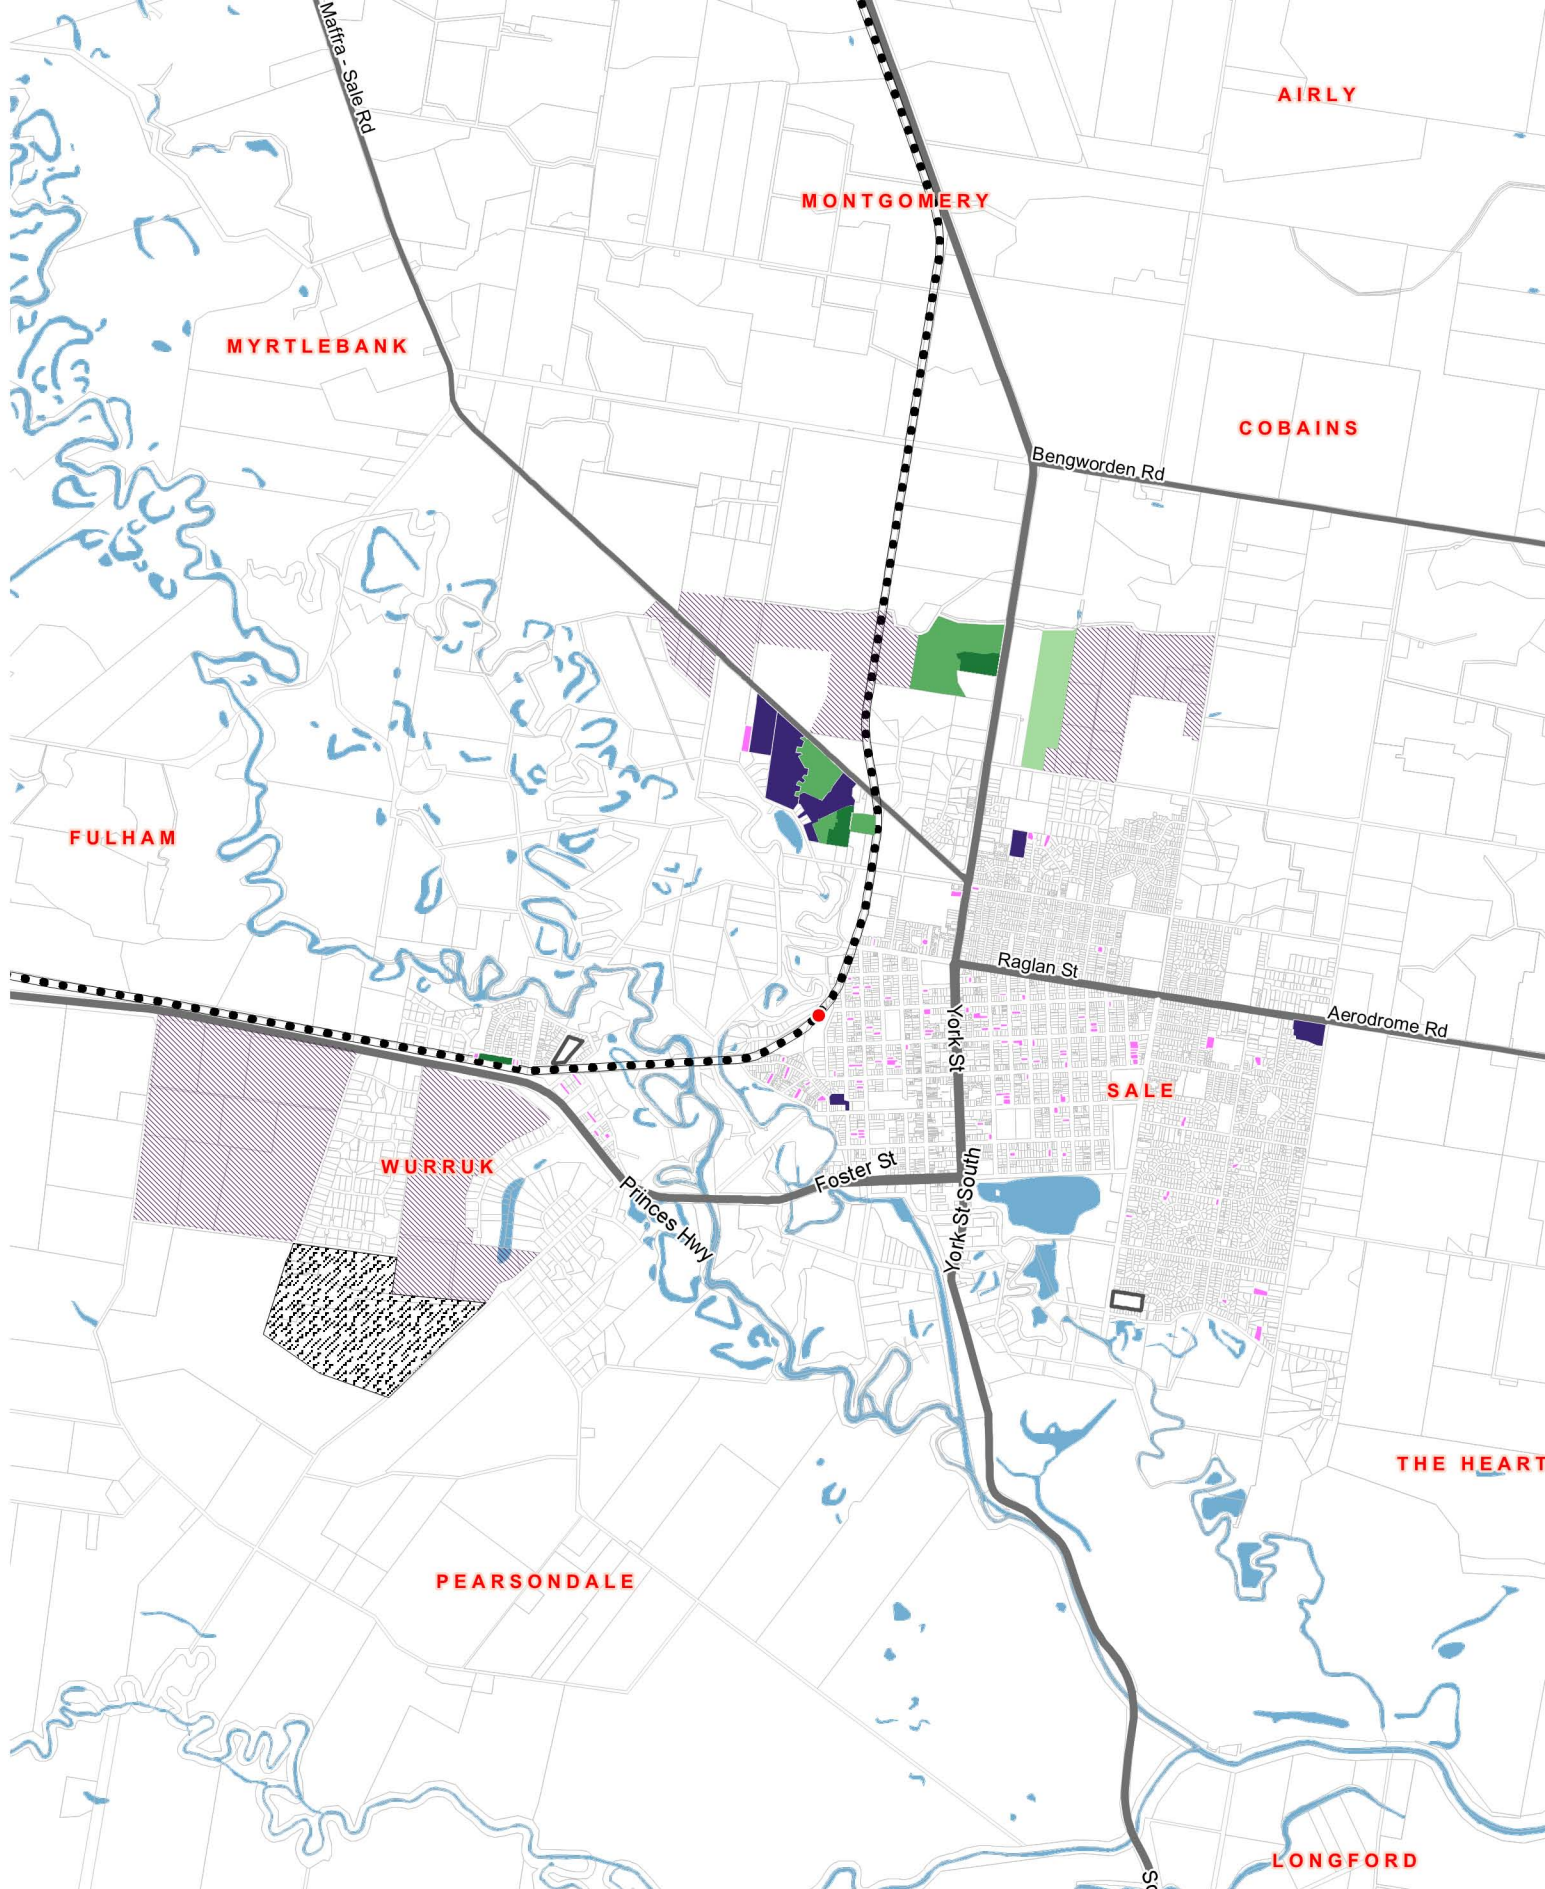 Maffra - Sale Rd
AIRLY
MONTGOMERY
MYRTLEBANK
COBAINS
Bengworden Rd
FULHAM
Raglan St
Aerodrome Rd
York St
SALE
WURRUK
Foster St
Princes Hwy
York St South
THE HEART
PEARSONDALE
LONGFORD